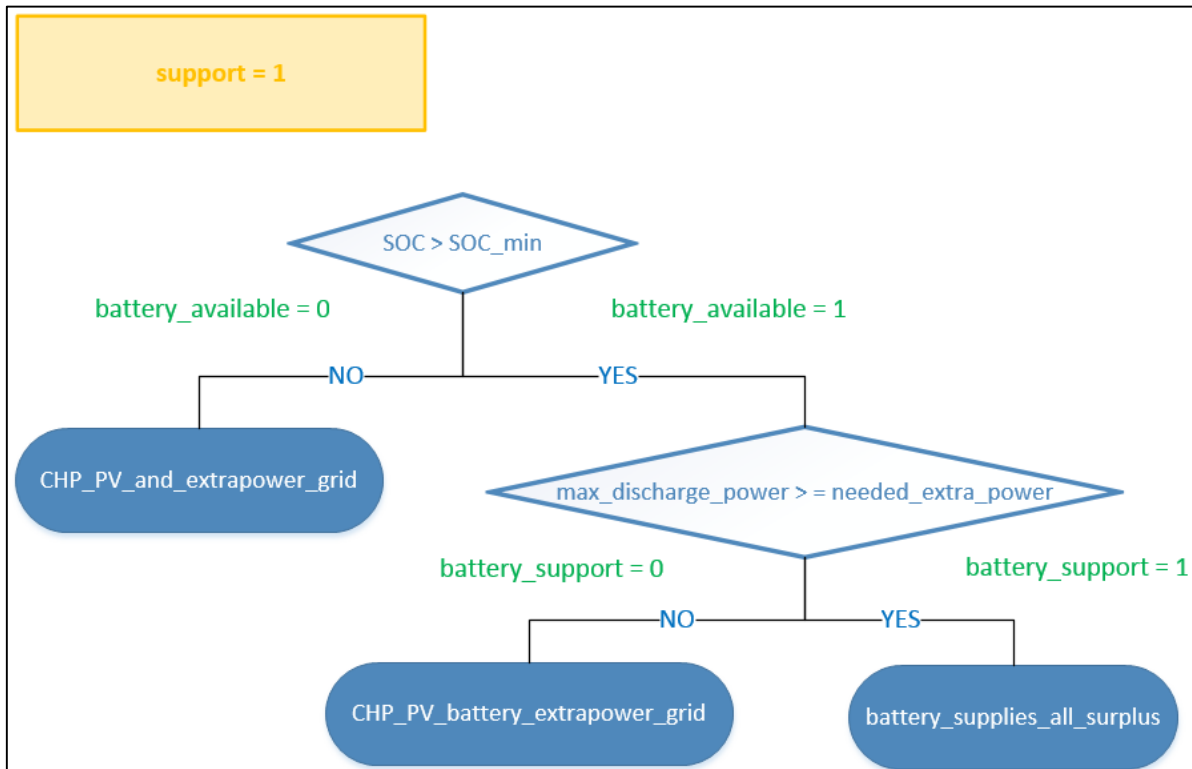 support = 1
SOC > SOC_min
battery_available = 0
battery_available = 1
NO
YES
CHP_PV_and_extrapower_grid
max_discharge_power > = needed_extra_power
battery_support = 0
battery_support = 1
NO
YES
CHP_PV_battery_extrapower_grid
battery_supplies_all_surplus